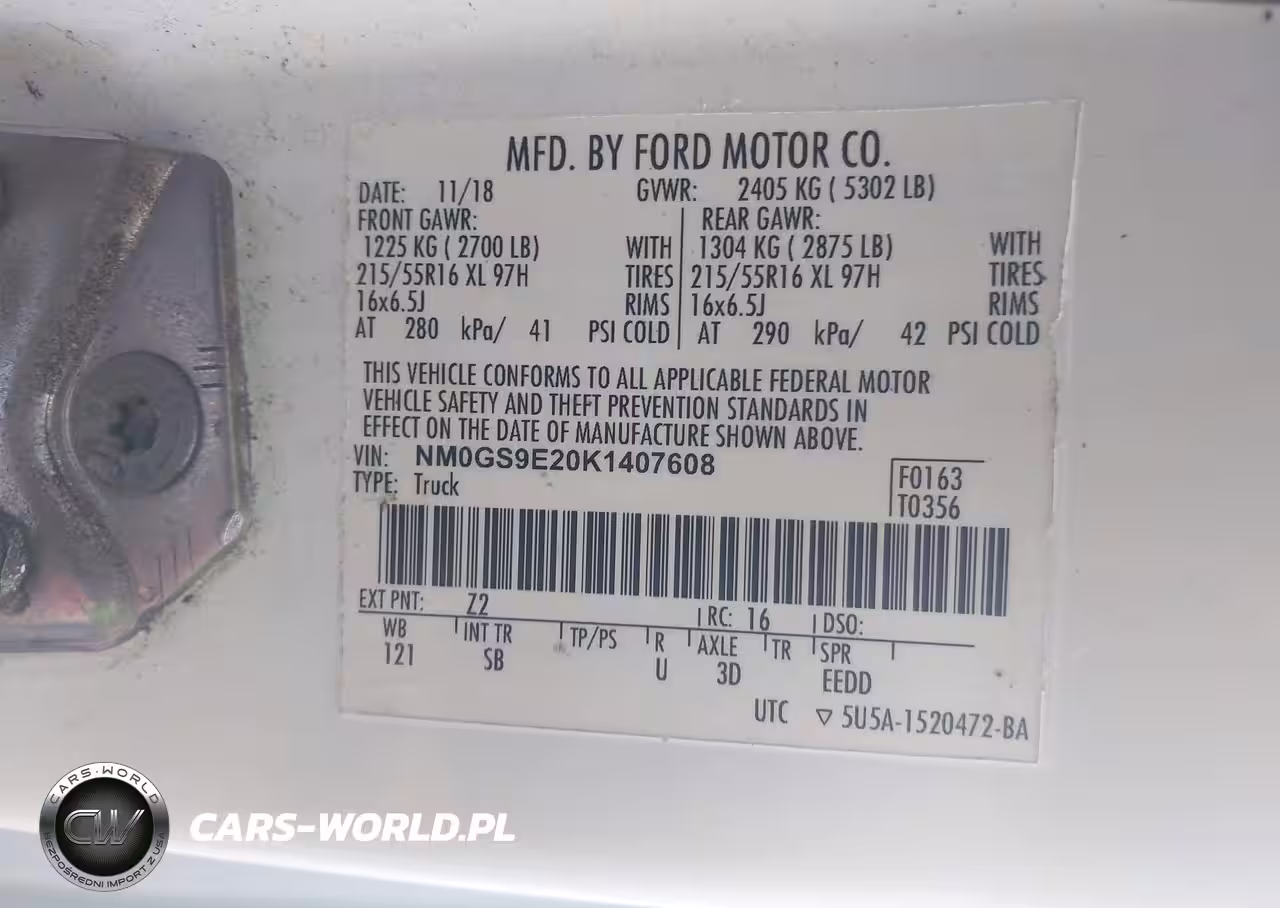 MFD. BY FORD MOTOR CO.
DATE: 11/18 GVWR: 2405 KG ( 5302 LB)
FRONT GAWR: REAR GAWR:
1225 KG ( 2700 LB) WITH 1304 KG ( 2875 LB) WITH
215/55R16 XL 97H TIRES 215/55R16 XL 97H TIRES
16x6.5J RIMS 16x6.5J RIMS
AT 280 kPa/ 41 PSI COLD AT 290 kPa/ 42 PSI COLD
THIS VEHICLE CONFORMS TO ALL APPLICABLE FEDERAL MOTOR
VEHICLE SAFETY AND THEFT PREVENTION STANDARDS IN
EFFECT ON THE DATE OF MANUFACTURE SHOWN ABOVE.
VIN: NM0GS9E20K1407608
TYPE: Truck
F0163
T0356
EXT PNT: Z2 RC: 16 DSO:
WB INT TR TP/PS R AXLE TR SPR
121 SB U 3D EEDD
UTC ▽ 5U5A-1520472-BA
CARS-WORLD
CW
BEZPOŚREDNI IMPORT Z USA
CARS-WORLD.PL